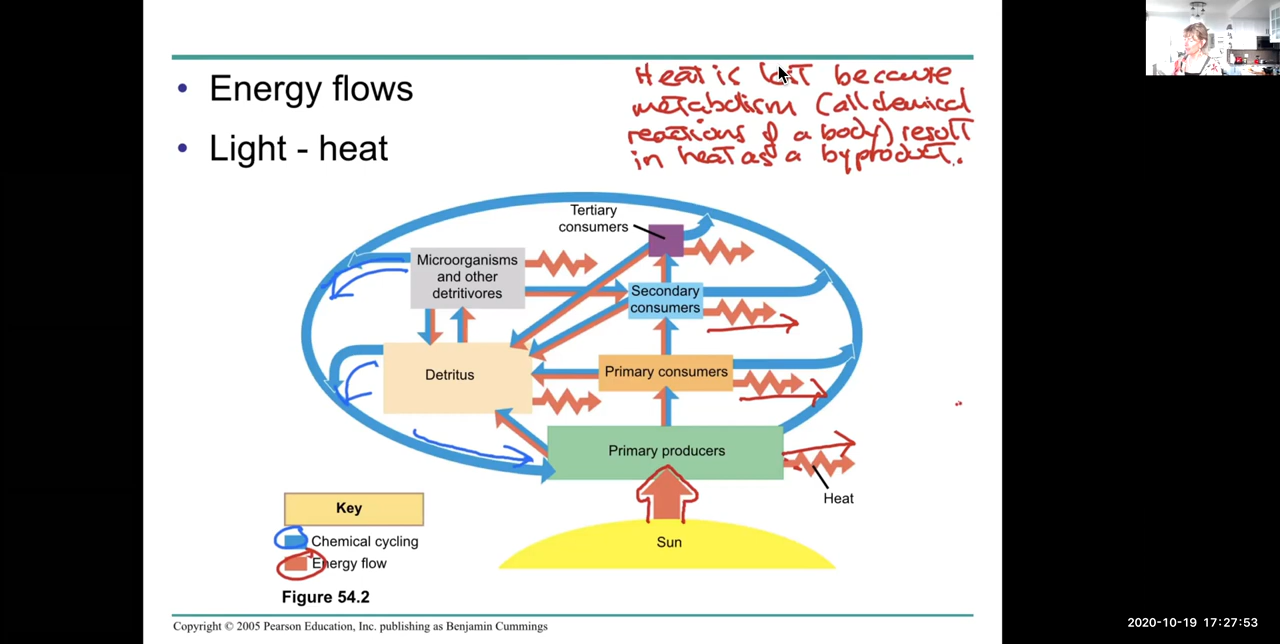 • Energy flows
• Light - heat
Heat is lost because
metabolism (all chemical
reactions of a body) result
in heat as a byproduct.
Tertiary
consumers
Microorganisms
and other
detritivores
Secondary
consumers
Detritus
Primary consumers
Primary producers
Heat
Sun
Key
Chemical cycling
Energy flow
Figure 54.2
Copyright © 2005 Pearson Education, Inc. publishing as Benjamin Cummings
2020-10-19 17:27:53